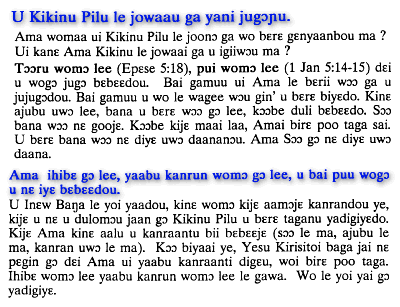 U Kikinu Pilu le jowaau ga yani jugɔɲu.
Ama womaa ui Kikinu Pilu le joonɔ ga wo bɛrɛ gɛnyaanbou ma ?
Ui kanɛ Ama Kikinu le jowaai ga u igiiwɔu ma ?
Tɔɔru womɔ lee (Epɛsɛ 5:18), pui womɔ lee (1 Jan 5:14-15) dɛi
u wogɔ jugɔ bɛbɛɛdou. Bai gamuu ui Ama le bɛrii wɔɔ ga u
jujugɔdou. Bai gamuu u wo le wagee wɔu gin' u bɛrɛ biyɛdo. Kinɛ
ajubu uwɔ lee, bana u bɛrɛ wɔɔ gɔ lee, kɔɔbe duli bɛbɛɛdo. Sɔɔ
bana wɔɔ nɛ goojɛ. Kɔɔbe kijɛ maai laa, Amai birɛ poo taga sai.
U bɛrɛ bana wɔɔ nɛ diyɛ uwɔ daananɔu. Ama Sɔɔ gɔ nɛ diyɛ uwɔ
daana.
Ama ihibɛ gɔ lee, yaabu kanrun womɔ gɔ lee, u bai puu wogɔ
u nɛ iyɛ bɛbɛɛdou.
U Inɛw Baŋa le yoi yaadou, kinɛ womɔ kijɛ aamɔjɛ kanrandou ye,
kijɛ u nɛ u dulomɔu jaan gɔ Kikinu Pilu u bɛrɛ taganu yadigiyɛdo.
Kijɛ Ama kinɛ aalu u kanraantu bii bɛbɛɛjɛ (sɔɔ le ma, ajubu le
ma, kanran uwɔ le ma). Kɔɔ biyaai ye, Yesu Kirisitoi baga jai nɛ
pɛgin gɔ dɛi Ama ui yaabu kanraanti digɛu, woi birɛ poo taga.
Ihibɛ womɔ lee yaabu kanrun womɔ lee le gawa. Wo le yoi yai gɔ
yadigiyɛ.